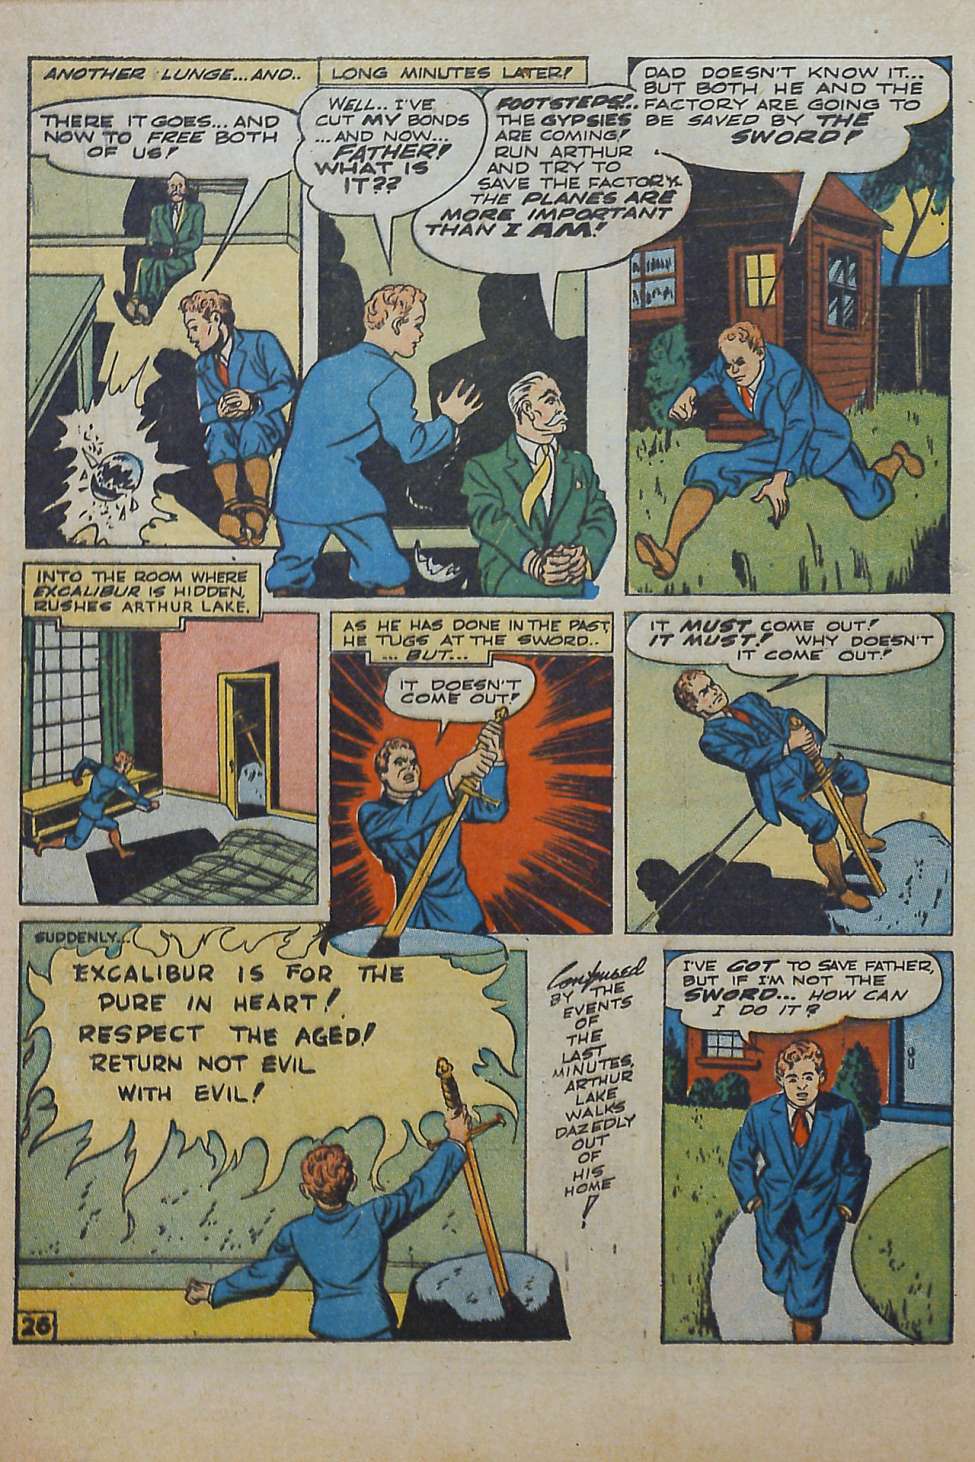 ANOTHER LUNGE...AND..
THERE IT GOES...AND
NOW TO FREE BOTH
OF US!
LONG MINUTES LATER!
WELL.. I'VE
CUT MY BONDS
...AND NOW...
FATHER!
WHAT IS
IT??
FOOTSTEPS!..
THE GYPSIES
ARE COMING!
RUN ARTHUR
AND TRY TO
SAVE THE FACTORY.
THE PLANES ARE
MORE IMPORTANT
THAN I AM!
DAD DOESN'T KNOW IT...
BUT BOTH HE AND THE
FACTORY ARE GOING TO
BE SAVED BY THE
SWORD!
INTO THE ROOM WHERE
EXCALIBUR IS HIDDEN,
RUSHES ARTHUR LAKE.
AS HE HAS DONE IN THE PAST,
HE TUGS AT THE SWORD..
...BUT...
IT DOESN'T
COME OUT!
IT MUST COME OUT!
IT MUST! WHY DOESN'T
IT COME OUT!
SUDDENLY...
EXCALIBUR IS FOR THE
PURE IN HEART!
RESPECT THE AGED!
RETURN NOT EVIL
WITH EVIL!
26
Confused
BY THE
EVENTS
OF
THE
LAST
MINUTES,
ARTHUR
LAKE
WALKS
DAZEDLY
OUT
OF
HIS
HOME
!
I'VE GOT TO SAVE FATHER,
BUT IF I'M NOT THE
SWORD... HOW CAN
I DO IT?